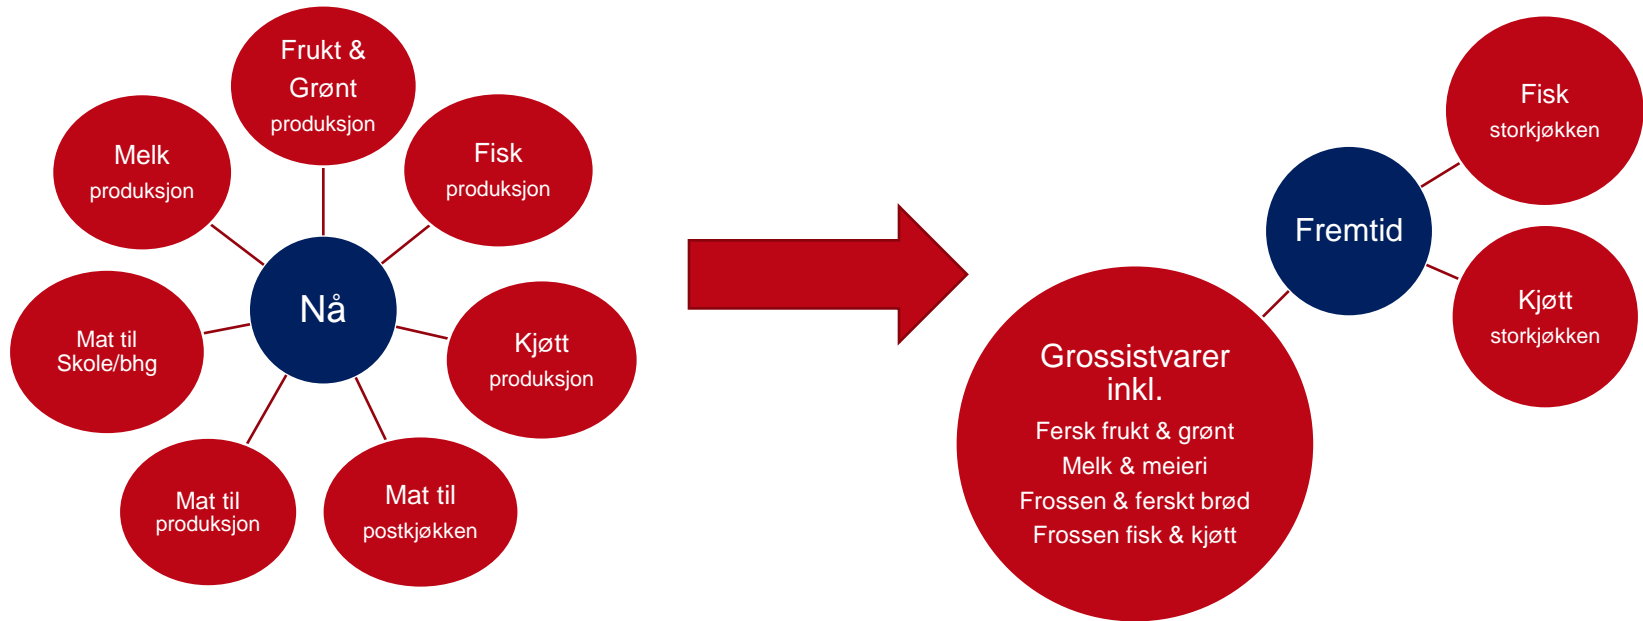 Frukt &
Grønt
produksjon
Melk
produksjon
Fisk
produksjon
Nå
Mat til
Skole/bhg
Kjøtt
produksjon
Mat til
produksjon
Mat til
postkjøkken
Fisk
storkjøkken
Fremtid
Kjøtt
storkjøkken
Grossistvarer
inkl.
Fersk frukt & grønt
Melk & meieri
Frossen & ferskt brød
Frossen fisk & kjøtt